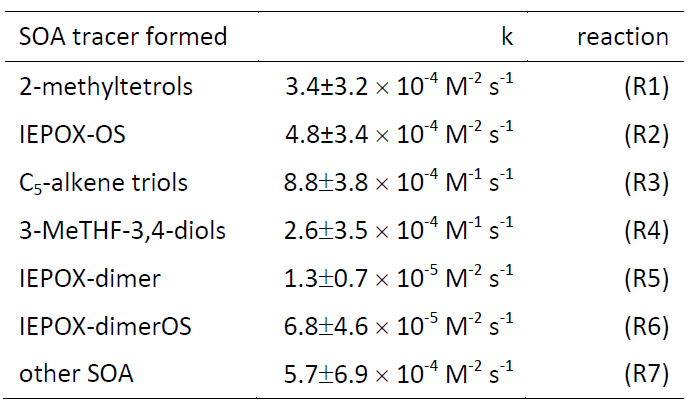 SOA tracer formed k reaction
2-methyltetrols 3.4±3.2 × 10⁻⁴ M⁻² s⁻¹ (R1)
IEPOX-OS 4.8±3.4 × 10⁻⁴ M⁻² s⁻¹ (R2)
C₅-alkene triols 8.8±3.8 × 10⁻⁴ M⁻¹ s⁻¹ (R3)
3-MeTHF-3,4-diols 2.6±3.5 × 10⁻⁴ M⁻¹ s⁻¹ (R4)
IEPOX-dimer 1.3±0.7 × 10⁻⁵ M⁻² s⁻¹ (R5)
IEPOX-dimerOS 6.8±4.6 × 10⁻⁵ M⁻² s⁻¹ (R6)
other SOA 5.7±6.9 × 10⁻⁴ M⁻² s⁻¹ (R7)